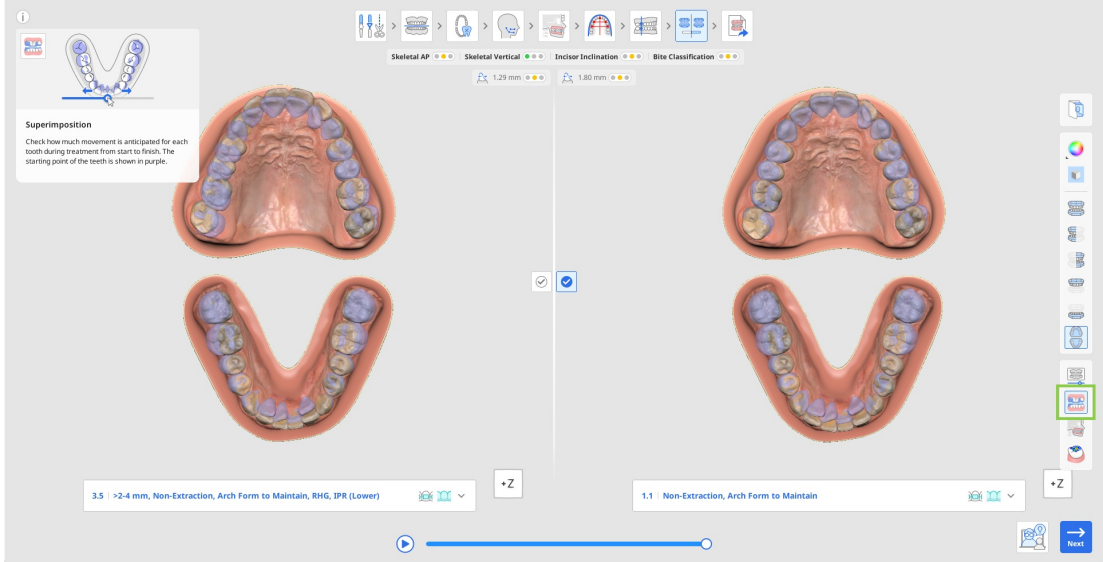 Skeletal AP Skeletal Vertical Incisor Inclination Bite Classification
1.29 mm 1.80 mm
Superimposition
Check how much movement is anticipated for each
tooth during treatment from start to finish. The
starting point of the teeth is shown in purple.
+Z +Z
3.5 | >2-4 mm, Non-Extraction, Arch Form to Maintain, RHG, IPR (Lower)
1.1 | Non-Extraction, Arch Form to Maintain
Next